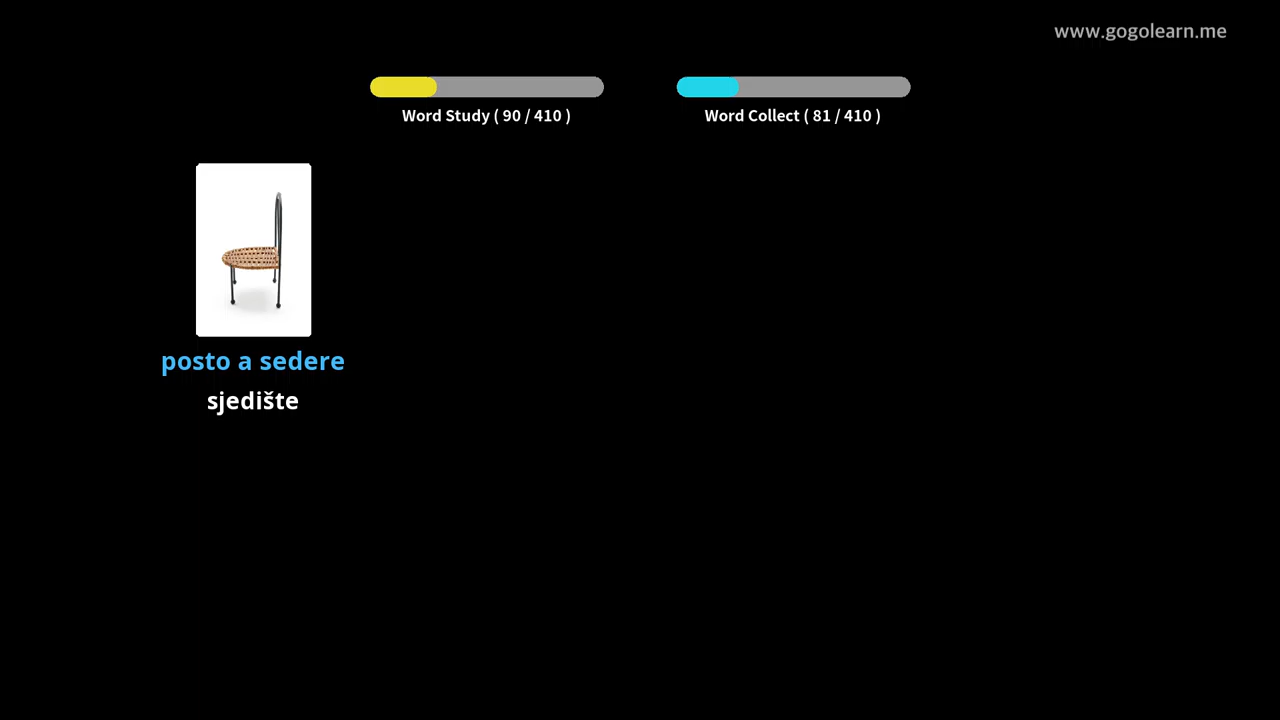 www.gogolearn.me
Word Study ( 90 / 410 )
Word Collect ( 81 / 410 )
posto a sedere
sjedište